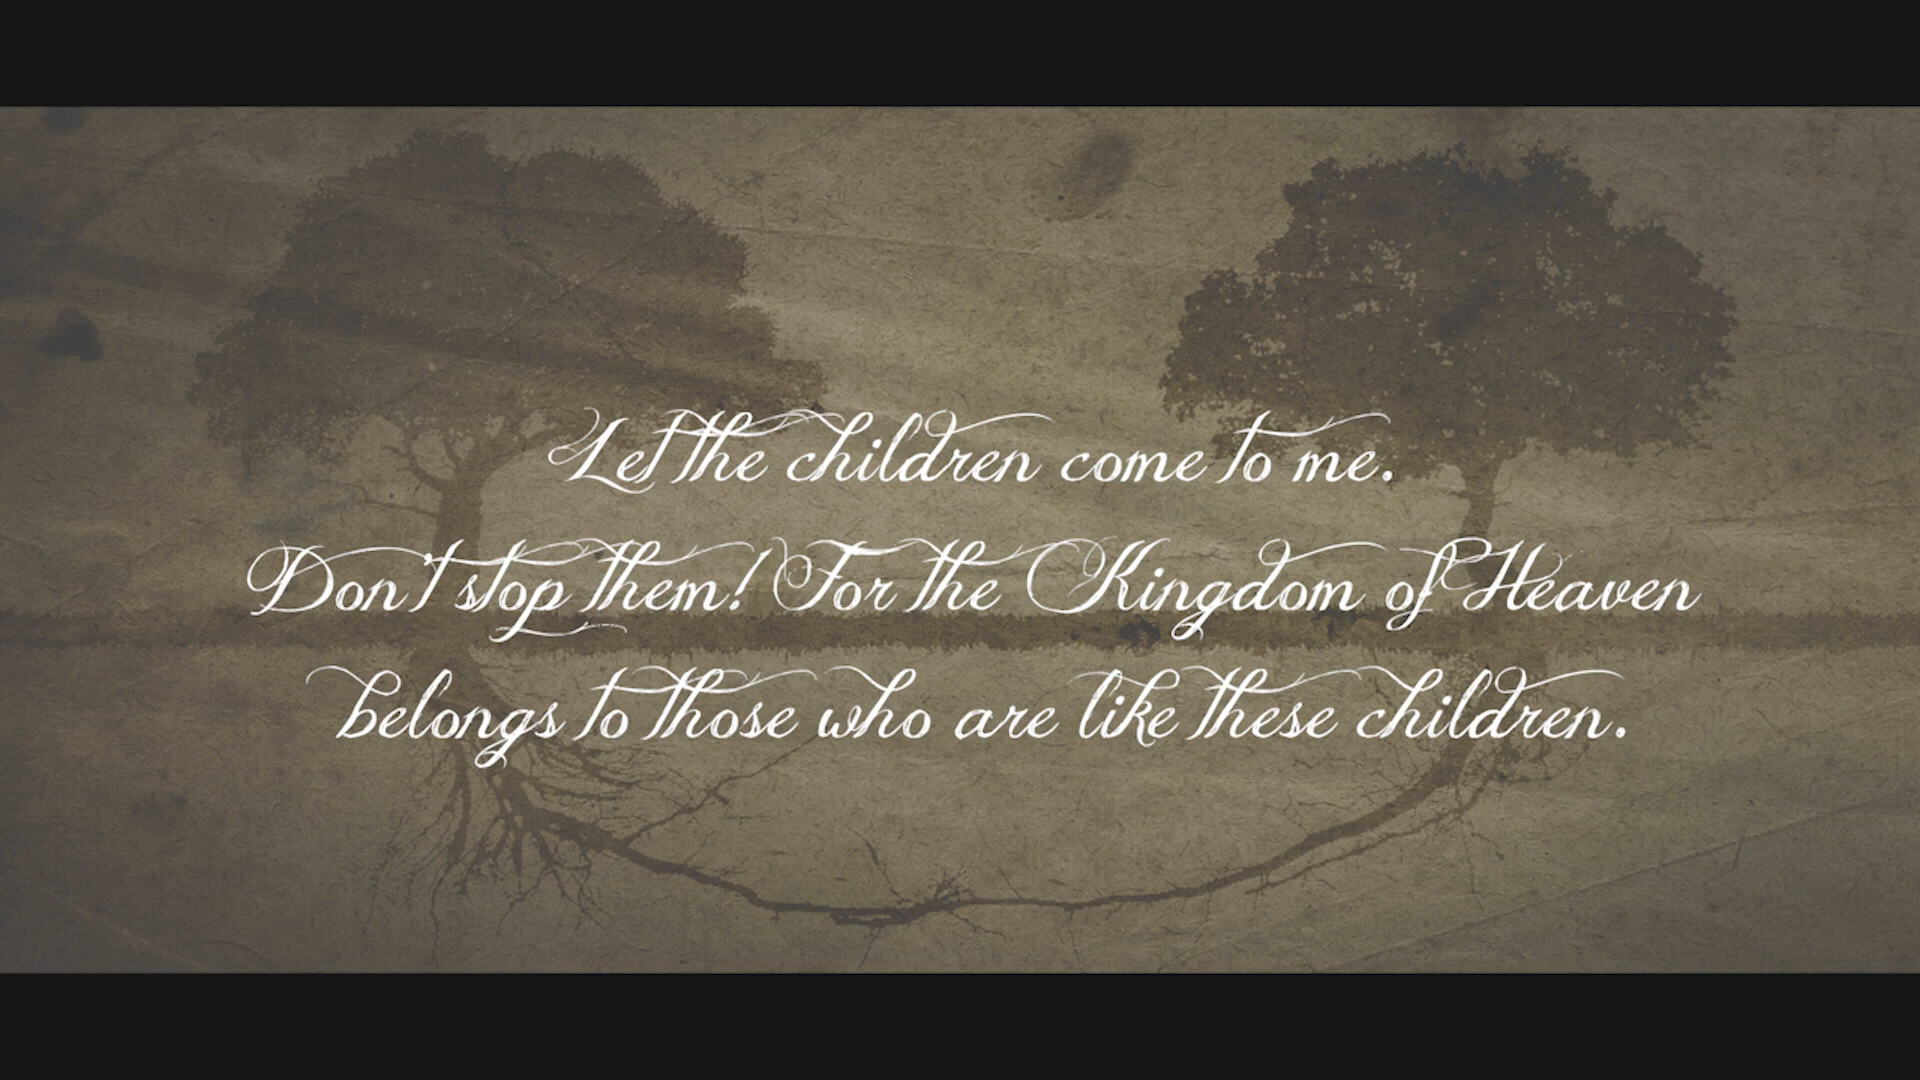 Let the children come to me.
Don't stop them! For the Kingdom of Heaven
belongs to those who are like these children.